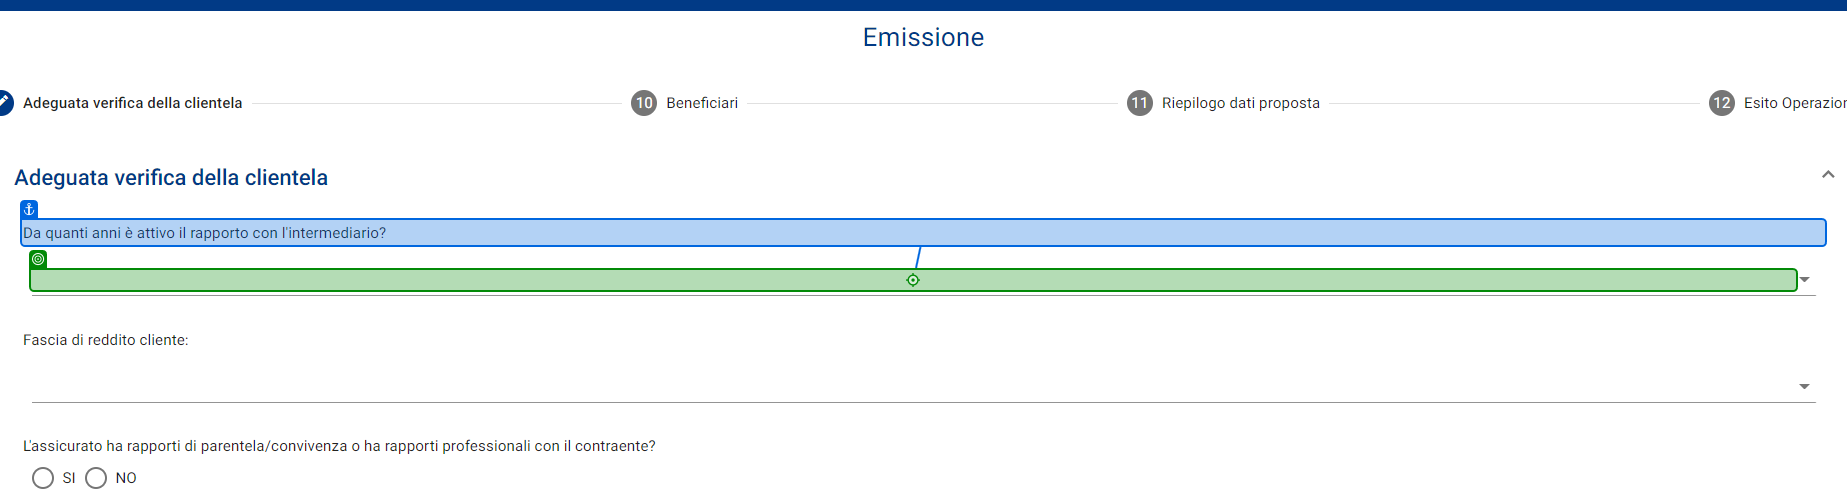 Emissione
Adeguata verifica della clientela
10 Beneficiari
11 Riepilogo dati proposta
12 Esito Operazion
Adeguata verifica della clientela
Da quanti anni è attivo il rapporto con l'intermediario?
Fascia di reddito cliente:
L'assicurato ha rapporti di parentela/convivenza o ha rapporti professionali con il contraente?
SI NO